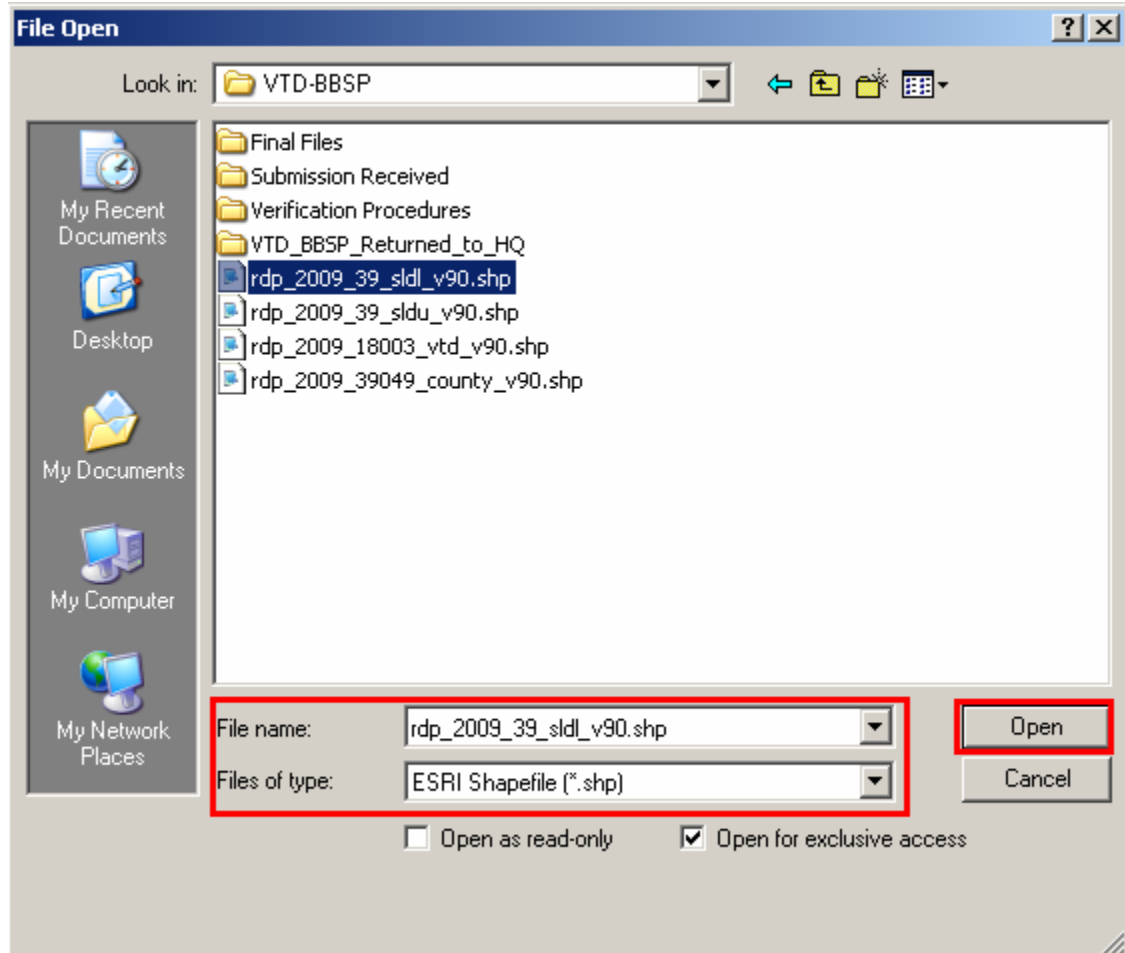 File Open
Look in: VTD-BBSP
My Recent Documents
Desktop
My Documents
My Computer
My Network Places
Final Files
Submission Received
Verification Procedures
VTD_BBSP_Returned_to_HQ
rdp_2009_39_sldl_v90.shp
rdp_2009_39_sldu_v90.shp
rdp_2009_18003_vtd_v90.shp
rdp_2009_39049_county_v90.shp
File name: rdp_2009_39_sldl_v90.shp Open
Files of type: ESRI Shapefile (*.shp) Cancel
Open as read-only Open for exclusive access